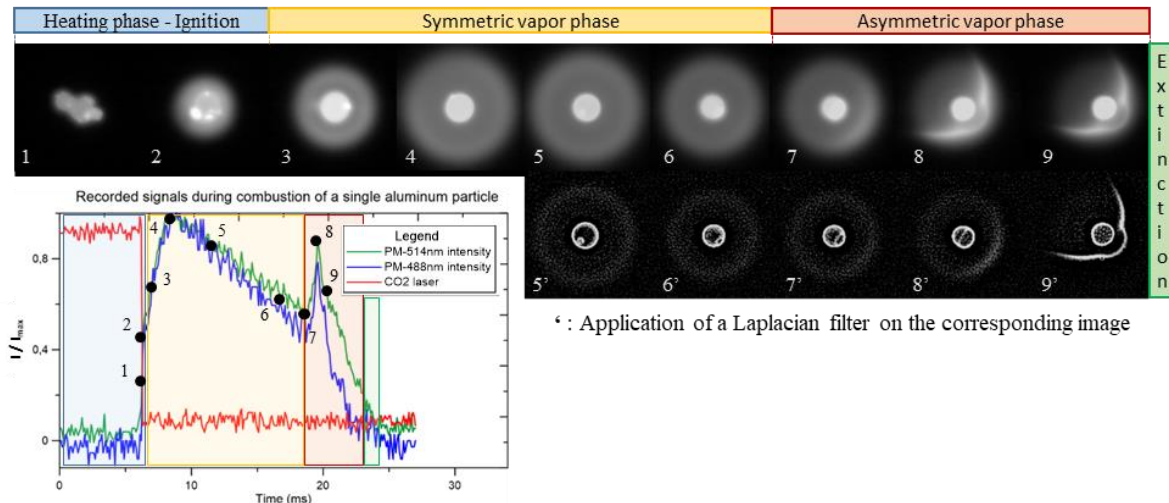 Heating phase - Ignition
Symmetric vapor phase
Asymmetric vapor phase
Extinction
1
2
3
4
5
6
7
8
9
5’
6’
7’
8’
9’
‘ : Application of a Laplacian filter on the corresponding image
Recorded signals during combustion of a single aluminum particle
Legend
PM-514nm intensity
PM-488nm intensity
CO2 laser
1
2
3
4
5
6
7
8
9
I / Imax
0,8
0,4
0
0
10
20
30
Time (ms)